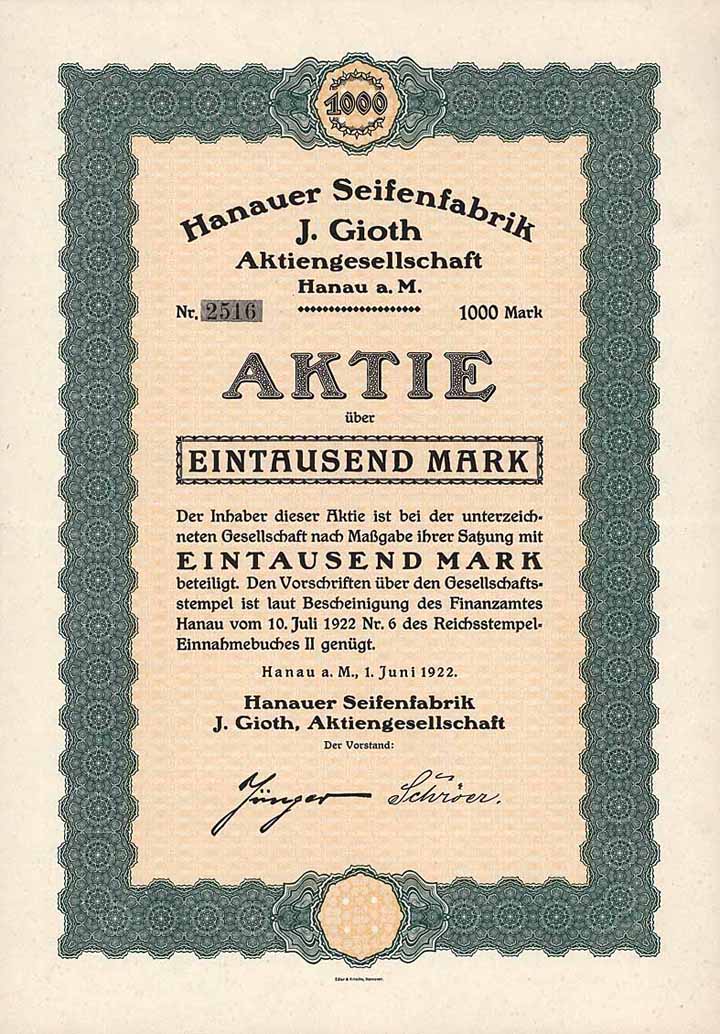 1000
Hanauer Seifenfabrik
J. Gioth
Aktiengesellschaft
Hanau a. M.
Nr. 2516 1000 Mark
AKTIE
über
EINTAUSEND MARK
Der Inhaber dieser Aktie ist bei der unterzeich-
neten Gesellschaft nach Maßgabe ihrer Satzung mit
EINTAUSEND MARK
beteiligt. Den Vorschriften über den Gesellschafts-
stempel ist laut Bescheinigung des Finanzamtes
Hanau vom 10. Juli 1922 Nr. 6 des Reichsstempel-
Einnahmebuches II genügt.
Hanau a. M., 1. Juni 1922.
Hanauer Seifenfabrik
J. Gioth, Aktiengesellschaft
Der Vorstand:
Jünger Schröer.
Edler & Krische, Hannover.